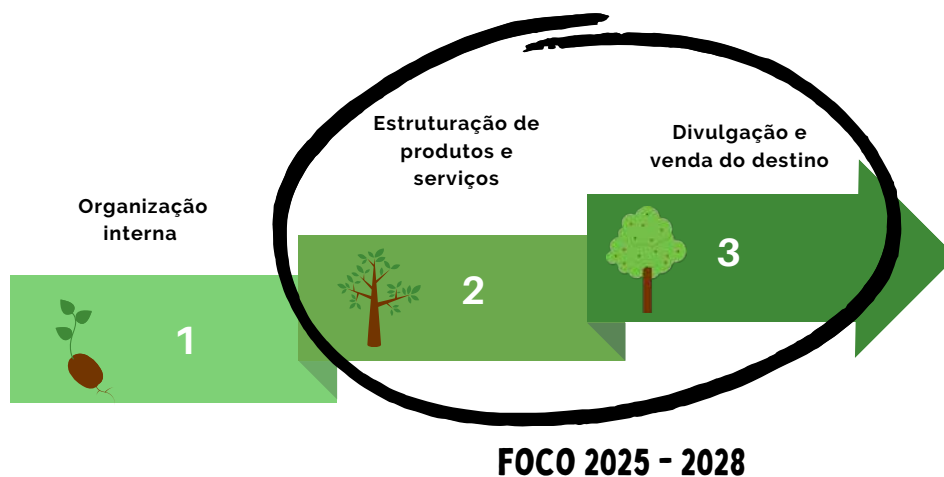 Organização
interna
1
Estruturação de
produtos e
serviços
2
Divulgação e
venda do destino
3
FOCO 2025 - 2028